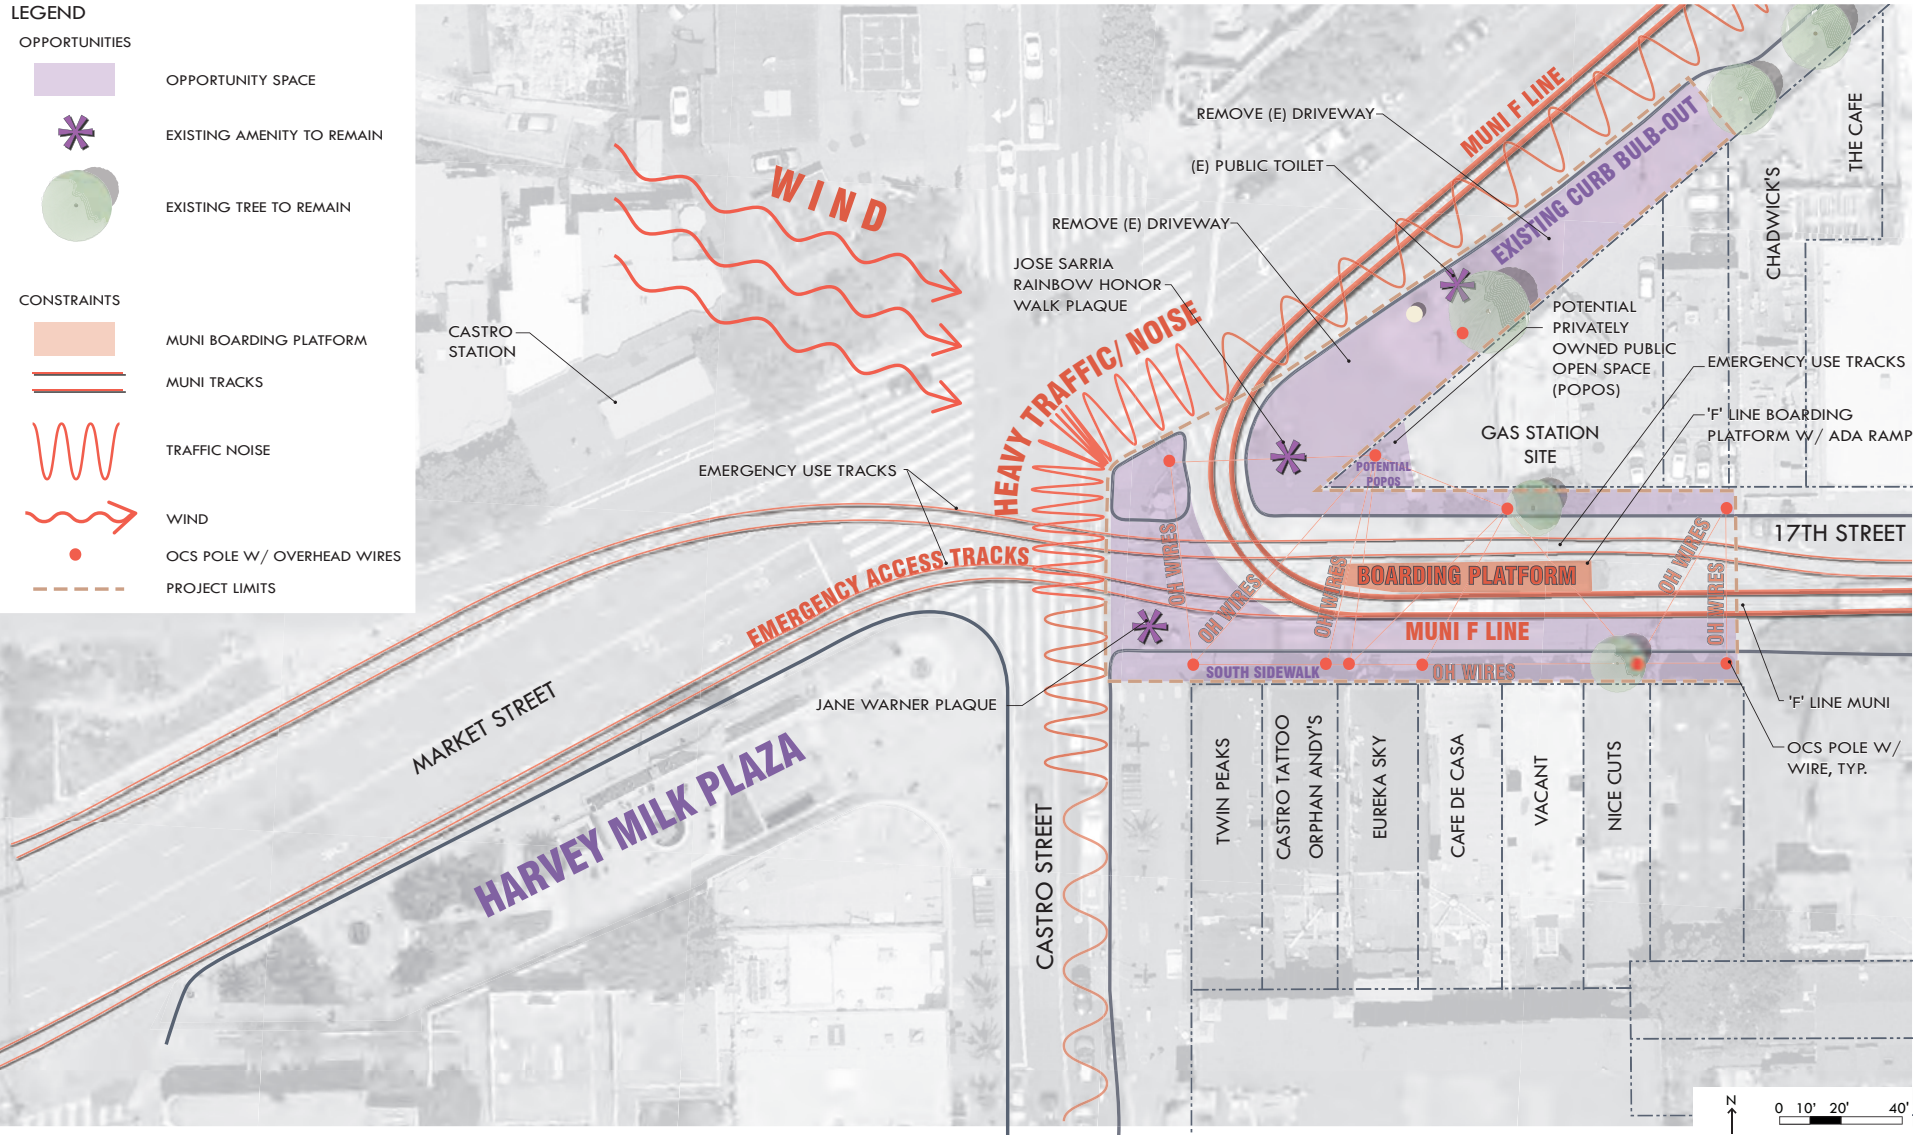 LEGEND
OPPORTUNITIES
OPPORTUNITY SPACE
EXISTING AMENITY TO REMAIN
EXISTING TREE TO REMAIN
CONSTRAINTS
MUNI BOARDING PLATFORM
MUNI TRACKS
TRAFFIC NOISE
WIND
OCS POLE W/ OVERHEAD WIRES
PROJECT LIMITS
WIND
MUNI F LINE
REMOVE (E) DRIVEWAY
(E) PUBLIC TOILET
REMOVE (E) DRIVEWAY
EXISTING CURB BULB-OUT
THE CAFE
CHADWICK'S
JOSE SARRIA
RAINBOW HONOR
WALK PLAQUE
CASTRO
STATION
HEAVY TRAFFIC/ NOISE
POTENTIAL
PRIVATELY
OWNED PUBLIC
OPEN SPACE
(POPOS)
EMERGENCY USE TRACKS
'F' LINE BOARDING
PLATFORM W/ ADA RAMP
GAS STATION
SITE
POTENTIAL
POPOS
EMERGENCY USE TRACKS
17TH STREET
EMERGENCY ACCESS TRACKS
OH WIRES
OH WIRES
OH WIRES
OH WIRES
OH WIRES
BOARDING PLATFORM
MUNI F LINE
SOUTH SIDEWALK
OH WIRES
JANE WARNER PLAQUE
'F' LINE MUNI
OCS POLE W/
WIRE, TYP.
MARKET STREET
HARVEY MILK PLAZA
CASTRO STREET
TWIN PEAKS
CASTRO TATTOO
ORPHAN ANDY'S
EUREKA SKY
CAFE DE CASA
VACANT
NICE CUTS
N
0 10' 20' 40'